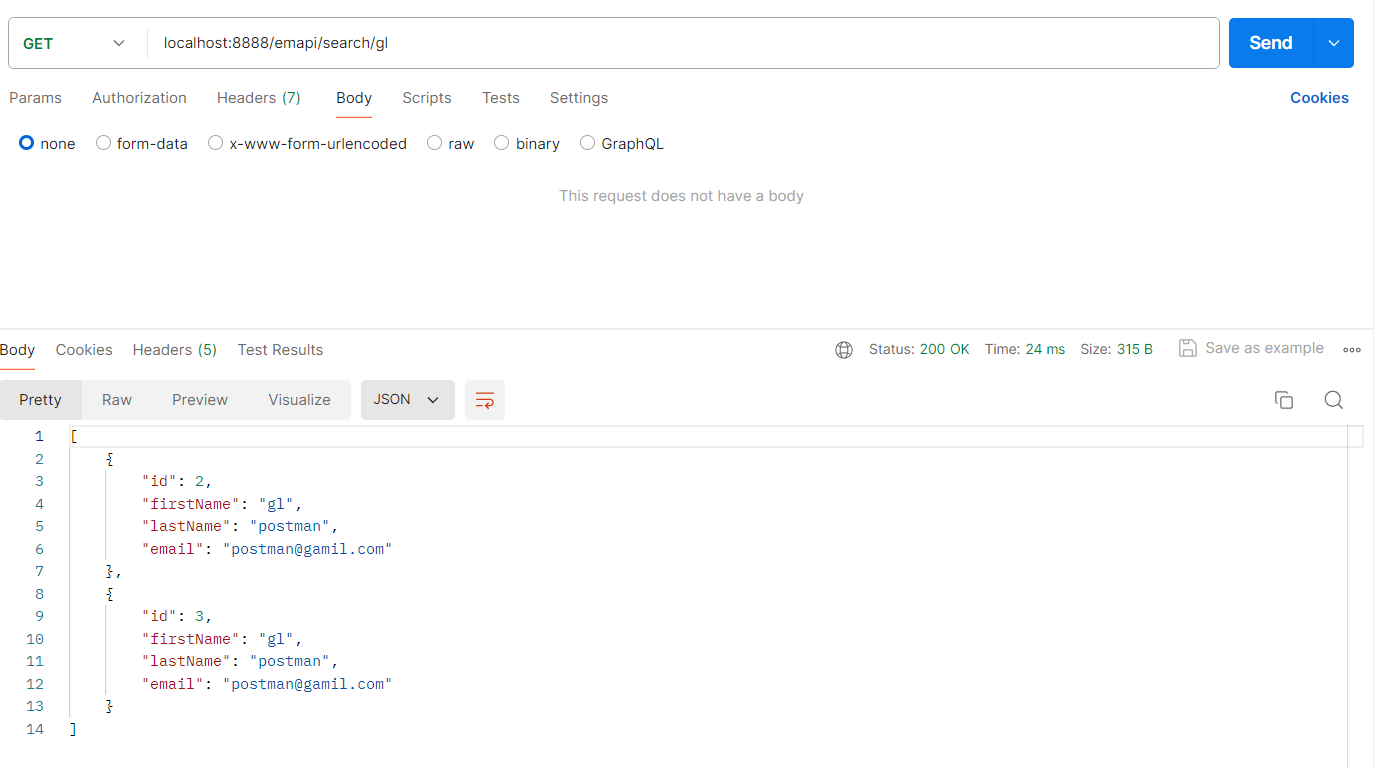 GET localhost:8888/emapi/search/gl Send
Params Authorization Headers (7) Body Scripts Tests Settings Cookies
none form-data x-www-form-urlencoded raw binary GraphQL
This request does not have a body
Body Cookies Headers (5) Test Results Status: 200 OK Time: 24 ms Size: 315 B Save as example
Pretty Raw Preview Visualize JSON
1 [
2 {
3 "id": 2,
4 "firstName": "gl",
5 "lastName": "postman",
6 "email": "postman@gamil.com"
7 },
8 {
9 "id": 3,
10 "firstName": "gl",
11 "lastName": "postman",
12 "email": "postman@gamil.com"
13 }
14 ]